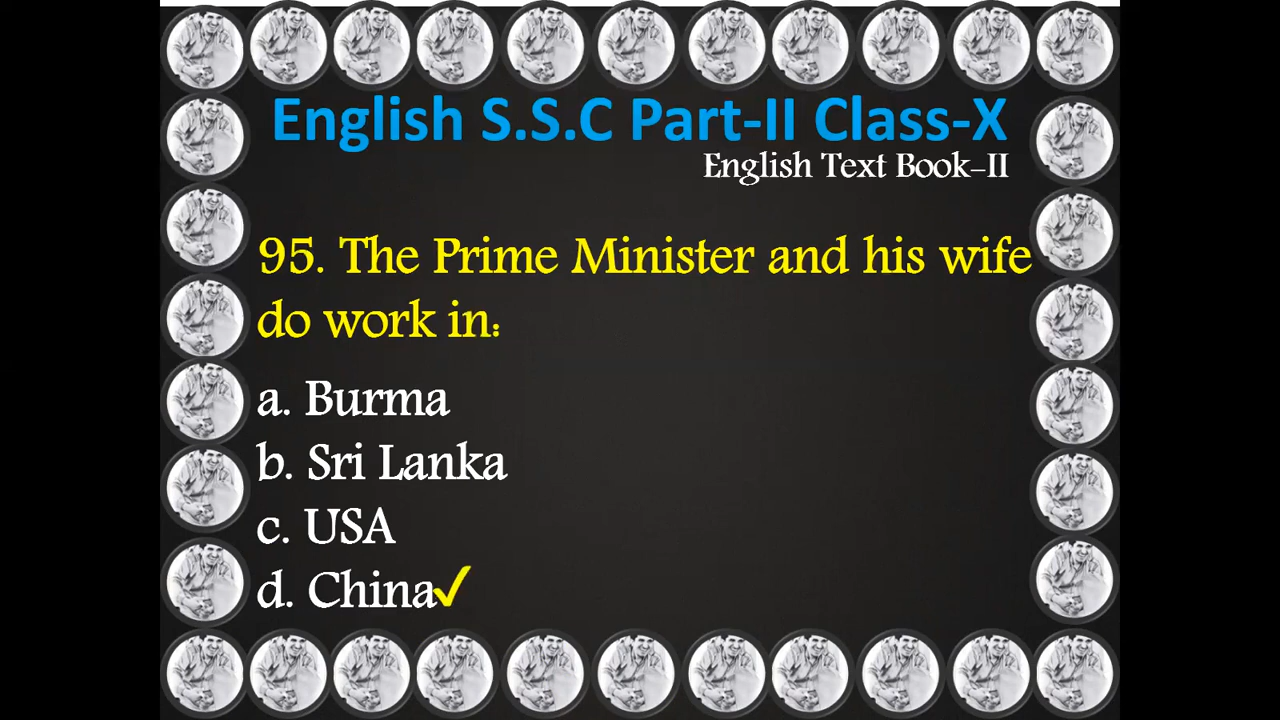 English S.S.C Part-II Class-X
English Text Book-II
95. The Prime Minister and his wife
do work in:
a. Burma
b. Sri Lanka
c. USA
d. China✓